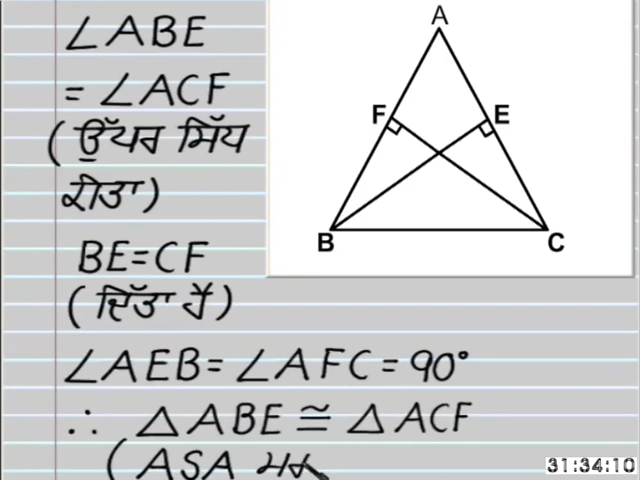 ∠ABE
= ∠ACF
(ਉੱਪਰ ਸਿੱਧ
ਕੀਤਾ)
BE=CF
(ਦਿੱਤਾ ਹੈ)
∠AEB= ∠AFC= 90°
∴ △ABE ≅ △ACF
(ASA
A
F
E
B
C
31:34:10